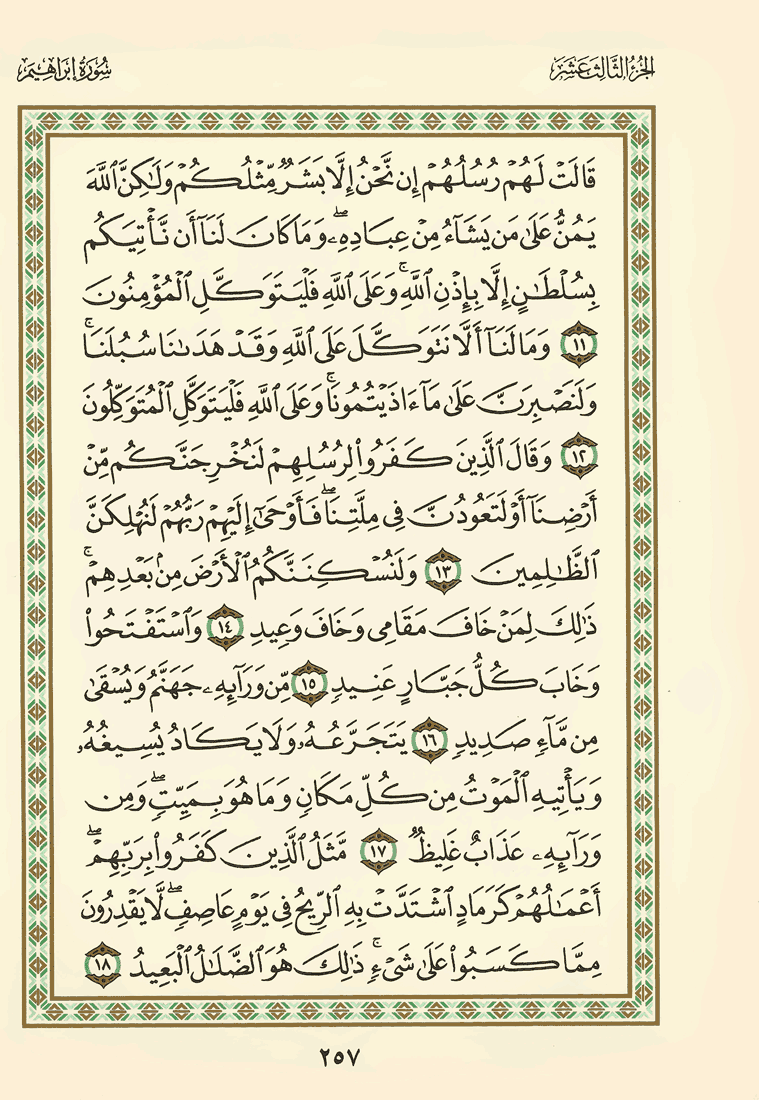 الجزء الثالث عشر
سورة إبراهيم
قَالَتْ لَهُمْ رُسُلُهُمْ إِن نَّحْنُ إِلَّا بَشَرٌ مِّثْلُكُمْ وَلَٰكِنَّ ٱللَّهَ
يَمُنُّ عَلَىٰ مَن يَشَآءُ مِنْ عِبَادِهِۦۖ وَمَا كَانَ لَنَآ أَن نَّأْتِيَكُم
بِسُلْطَٰنٍ إِلَّا بِإِذْنِ ٱللَّهِۚ وَعَلَى ٱللَّهِ فَلْيَتَوَكَّلِ ٱلْمُؤْمِنُونَ
١١ وَمَا لَنَآ أَلَّا نَتَوَكَّلَ عَلَى ٱللَّهِ وَقَدْ هَدَىٰنَا سُبُلَنَاۚ
وَلَنَصْبِرَنَّ عَلَىٰ مَآ ءَاذَيْتُمُونَاۚ وَعَلَى ٱللَّهِ فَلْيَتَوَكَّلِ ٱلْمُتَوَكِّلُونَ
١٢ وَقَالَ ٱلَّذِينَ كَفَرُوا۟ لِرُسُلِهِمْ لَنُخْرِجَنَّكُم مِّنْ
أَرْضِنَآ أَوْ لَتَعُودُنَّ فِى مِلَّتِنَاۖ فَأَوْحَىٰٓ إِلَيْهِمْ رَبُّهُمْ لَنُهْلِكَنَّ
ٱلظَّٰلِمِينَ ١٣ وَلَنُسْكِنَنَّكُمُ ٱلْأَرْضَ مِنۢ بَعْدِهِمْۚ
ذَٰلِكَ لِمَنْ خَافَ مَقَامِى وَخَافَ وَعِيدِ ١٤ وَٱسْتَفْتَحُوا۟
وَخَابَ كُلُّ جَبَّارٍ عَنِيدٍ ١٥ مِّن وَرَآئِهِۦ جَهَنَّمُ وَيُسْقَىٰ
مِن مَّآءٍ صَدِيدٍ ١٦ يَتَجَرَّعُهُۥ وَلَا يَكَادُ يُسِيغُهُۥ
وَيَأْتِيهِ ٱلْمَوْتُ مِن كُلِّ مَكَانٍ وَمَا هُوَ بِمَيِّتٍۖ وَمِن
وَرَآئِهِۦ عَذَابٌ غَلِيظٌ ١٧ مَّثَلُ ٱلَّذِينَ كَفَرُوا۟ بِرَبِّهِمْۖ
أَعْمَٰلُهُمْ كَرَمَادٍ ٱشْتَدَّتْ بِهِ ٱلرِّيحُ فِى يَوْمٍ عَاصِفٍۖ لَّا يَقْدِرُونَ
مِمَّا كَسَبُوا۟ عَلَىٰ شَىْءٍۚ ذَٰلِكَ هُوَ ٱلضَّلَٰلُ ٱلْبَعِيدُ ١٨
٢٥٧